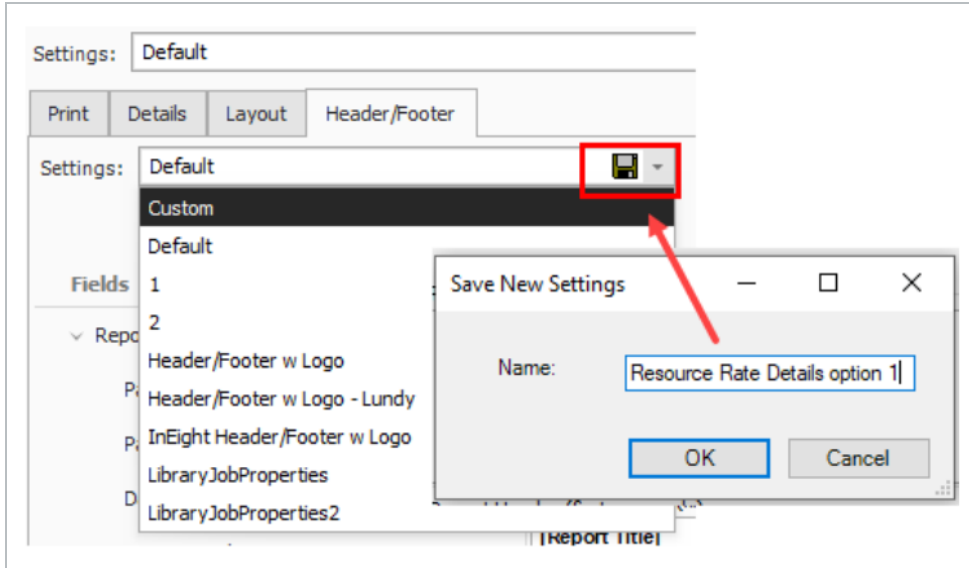 Settings: Default
Print Details Layout Header/Footer
Settings: Default
Custom
Default
Fields 1
2
Header/Footer w Logo
Header/Footer w Logo - Lundy
InEight Header/Footer w Logo
LibraryJobProperties
LibraryJobProperties2
[Report Title]
Save New Settings
Name: Resource Rate Details option 1
OK Cancel